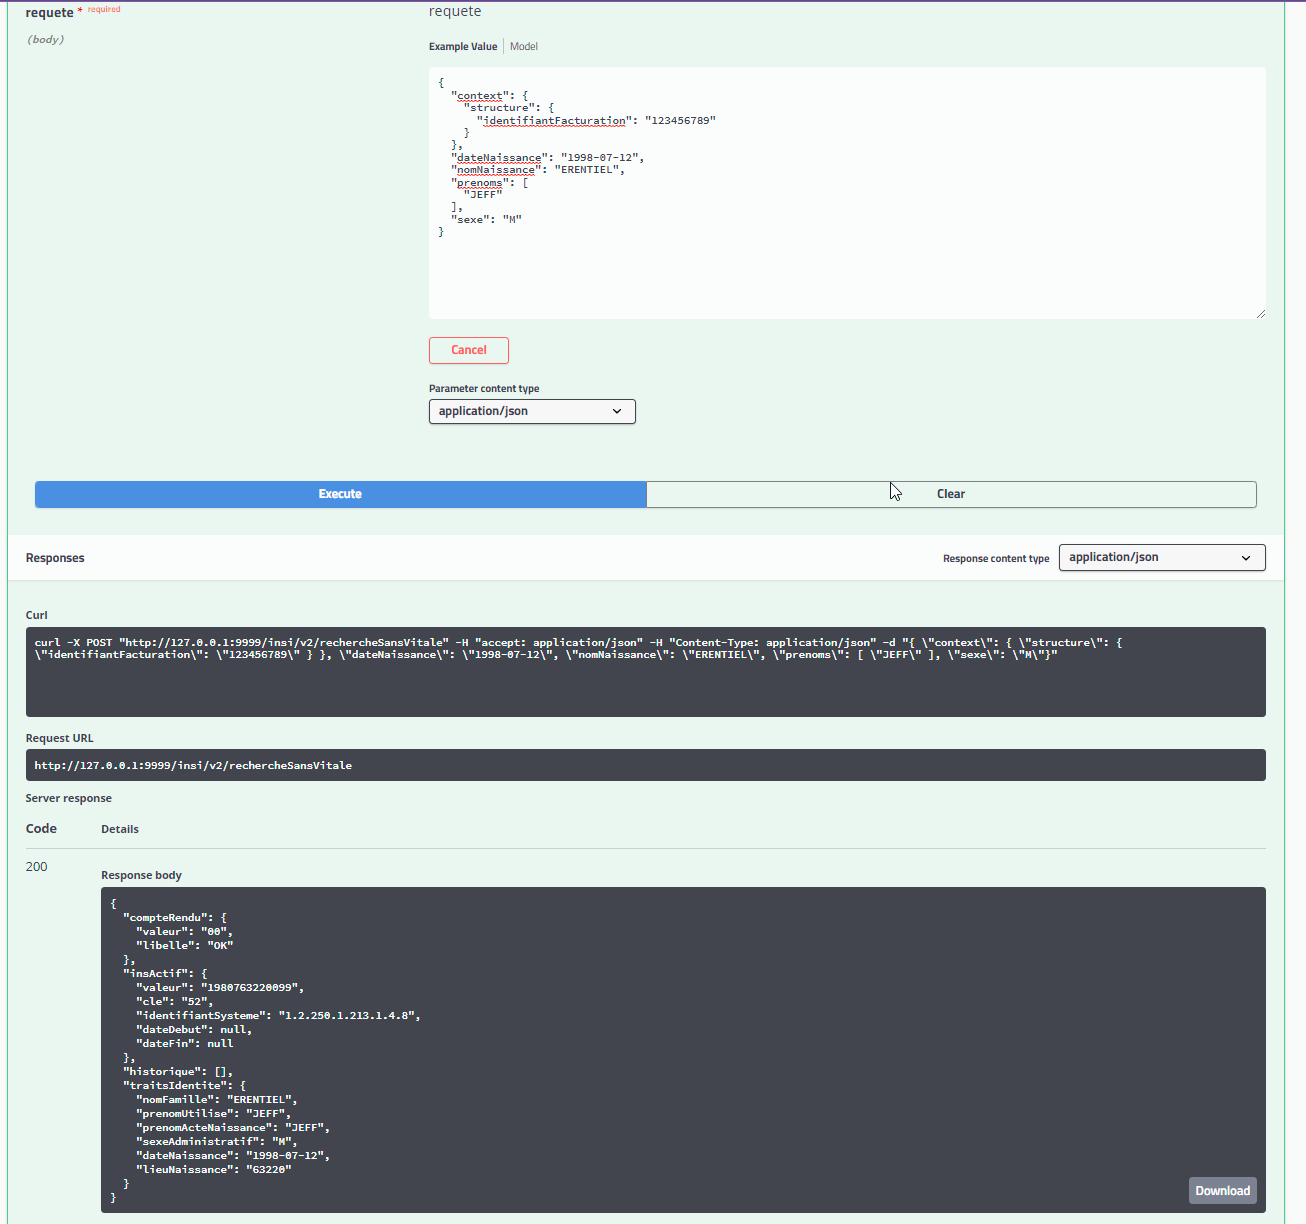 requete * required
(body)
requete
Example Value | Model
{
  "context": {
    "structure": {
      "identifiantFacturation": "123456789"
    }
  },
  "dateNaissance": "1998-07-12",
  "nomNaissance": "ERENTIEL",
  "prenoms": [
    "JEFF"
  ],
  "sexe": "M"
}
Cancel
Parameter content type
application/json
Execute
Clear
Responses
Response content type
application/json
Curl
curl -X POST "http://127.0.0.1:9999/insi/v2/rechercheSansVitale" -H "accept: application/json" -H "Content-Type: application/json" -d "{ \"context\": { \"structure\": {
\"identifiantFacturation\": \"123456789\" } }, \"dateNaissance\": \"1998-07-12\", \"nomNaissance\": \"ERENTIEL\", \"prenoms\": [ \"JEFF\" ], \"sexe\": \"M\"}"
Request URL
http://127.0.0.1:9999/insi/v2/rechercheSansVitale
Server response
Code
Details
200
Response body
{
  "compteRendu": {
    "valeur": "00",
    "libelle": "OK"
  },
  "insActif": {
    "valeur": "1980763220099",
    "cle": "52",
    "identifiantSysteme": "1.2.250.1.213.1.4.8",
    "dateDebut": null,
    "dateFin": null
  },
  "historique": [],
  "traitsIdentite": {
    "nomFamille": "ERENTIEL",
    "prenomUtilise": "JEFF",
    "prenomActeNaissance": "JEFF",
    "sexeAdministratif": "M",
    "dateNaissance": "1998-07-12",
    "lieuNaissance": "63220"
  }
}
Download